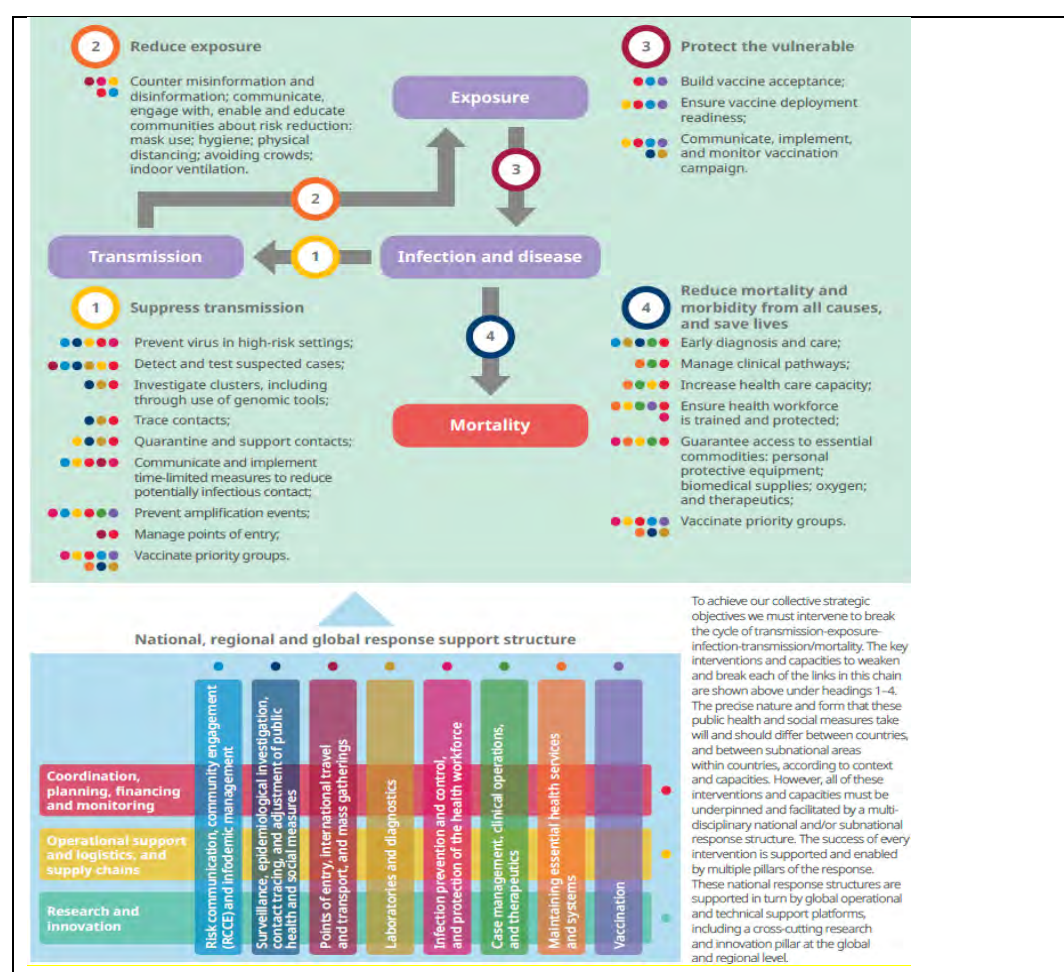 2
Reduce exposure
Counter misinformation and
disinformation; communicate,
engage with, enable and educate
communities about risk reduction:
mask use; hygiene; physical
distancing; avoiding crowds;
indoor ventilation.
3
Protect the vulnerable
Build vaccine acceptance;
Ensure vaccine deployment
readiness;
Communicate, implement,
and monitor vaccination
campaign.
Exposure
3
2
Transmission
1
Infection and disease
4
Mortality
1
Suppress transmission
Prevent virus in high-risk settings;
Detect and test suspected cases;
Investigate clusters, including
through use of genomic tools;
Trace contacts;
Quarantine and support contacts;
Communicate and implement
time-limited measures to reduce
potentially infectious contact;
Prevent amplification events;
Manage points of entry;
Vaccinate priority groups.
4
Reduce mortality and
morbidity from all causes,
and save lives
Early diagnosis and care;
Manage clinical pathways;
Increase health care capacity;
Ensure health workforce
is trained and protected;
Guarantee access to essential
commodities: personal
protective equipment;
biomedical supplies; oxygen;
and therapeutics;
Vaccinate priority groups.
National, regional and global response support structure
Coordination,
planning, financing
and monitoring
Operational support
and logistics, and
supply chains
Research and
innovation
Risk communication, community engagement
(RCCE) and infodemic management
Surveillance, epidemiological investigation,
contact tracing, and adjustment of public
health and social measures
Points of entry, international travel
and transport, and mass gatherings
Laboratories and diagnostics
Infection prevention and control,
and protection of the health workforce
Case management, clinical operations,
and therapeutics
Maintaining essential health services
and systems
Vaccination
To achieve our collective strategic
objectives we must intervene to break
the cycle of transmission-exposure-
infection-transmission/mortality. The key
interventions and capacities to weaken
and break each of the links in this chain
are shown above under headings 1–4.
The precise nature and form that these
public health and social measures take
will and should differ between countries,
and between subnational areas
within countries, according to context
and capacities. However, all of these
interventions and capacities must be
underpinned and facilitated by a multi-
disciplinary national and/or subnational
response structure. The success of every
intervention is supported and enabled
by multiple pillars of the response.
These national response structures are
supported in turn by global operational
and technical support platforms,
including a cross-cutting research
and innovation pillar at the global
and regional level.